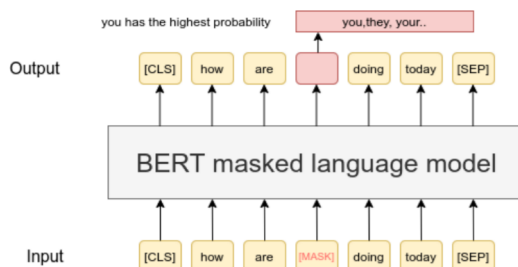 you has the highest probability you,they, your..
Output [CLS] how are doing today [SEP]
BERT masked language model
Input [CLS] how are [MASK] doing today [SEP]